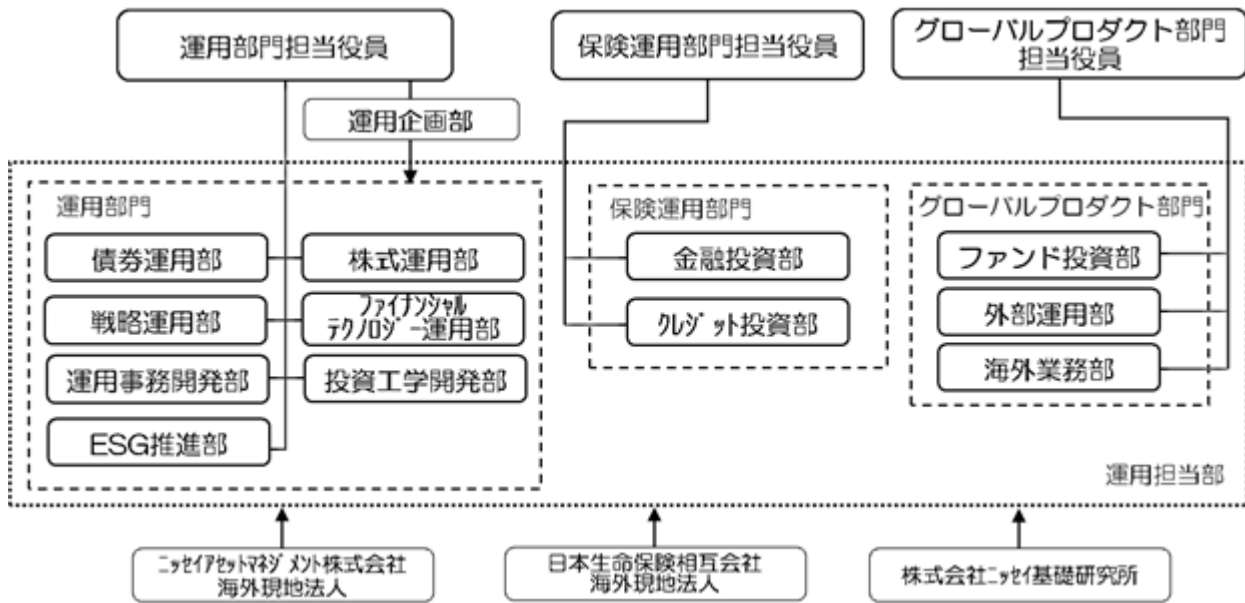 運用部門担当役員
保険運用部門担当役員
グローバルプロダクト部門
担当役員
運用企画部
運用部門
債券運用部
株式運用部
戦略運用部
ファイナンシャル
テクノロジー運用部
運用事務開発部
投資工学開発部
ESG推進部
保険運用部門
金融投資部
クレジット投資部
グローバルプロダクト部門
ファンド投資部
外部運用部
海外業務部
運用担当部
ニッセイアセットマネジメント株式会社
海外現地法人
日本生命保険相互会社
海外現地法人
株式会社ニッセイ基礎研究所